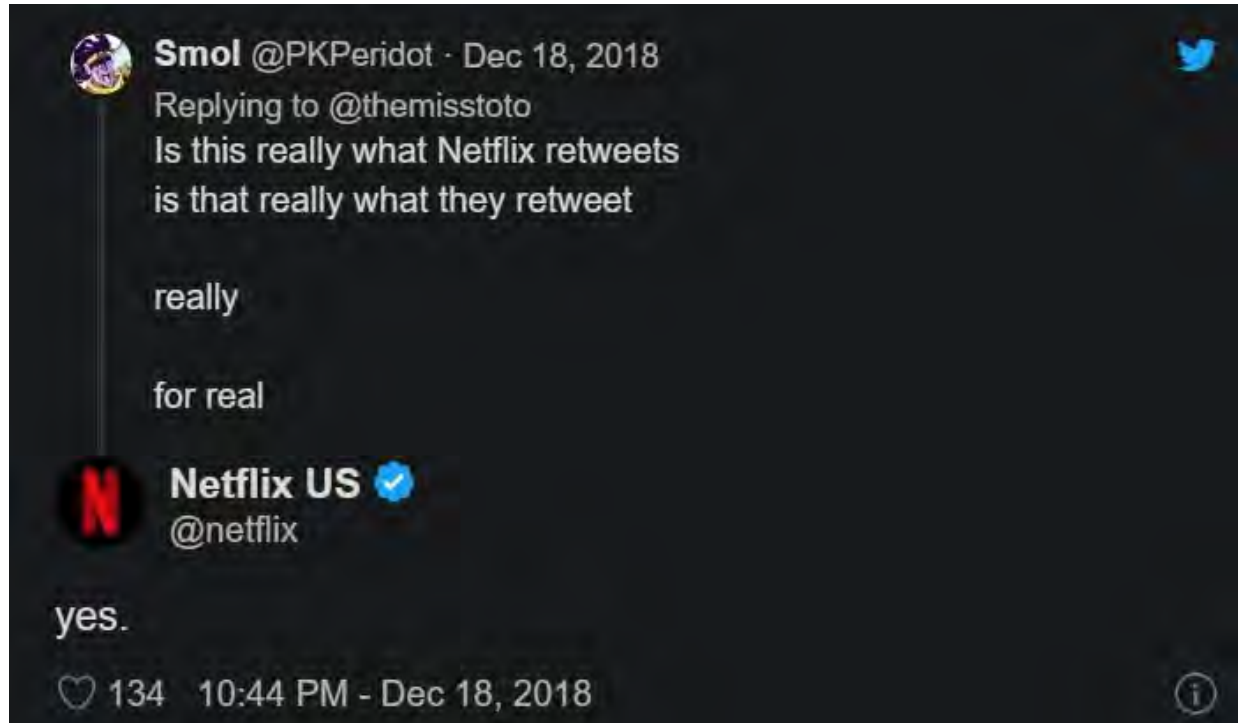 Smol @PKPeridot · Dec 18, 2018
Replying to @themisstoto
Is this really what Netflix retweets
is that really what they retweet
really
for real
N
Netflix US
@netflix
yes.
134 10:44 PM - Dec 18, 2018